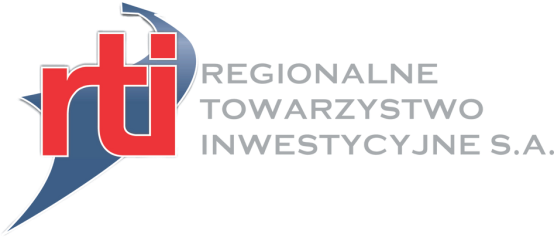 rti
REGIONALNE
TOWARZYSTWO
INWESTYCYJNE S.A.